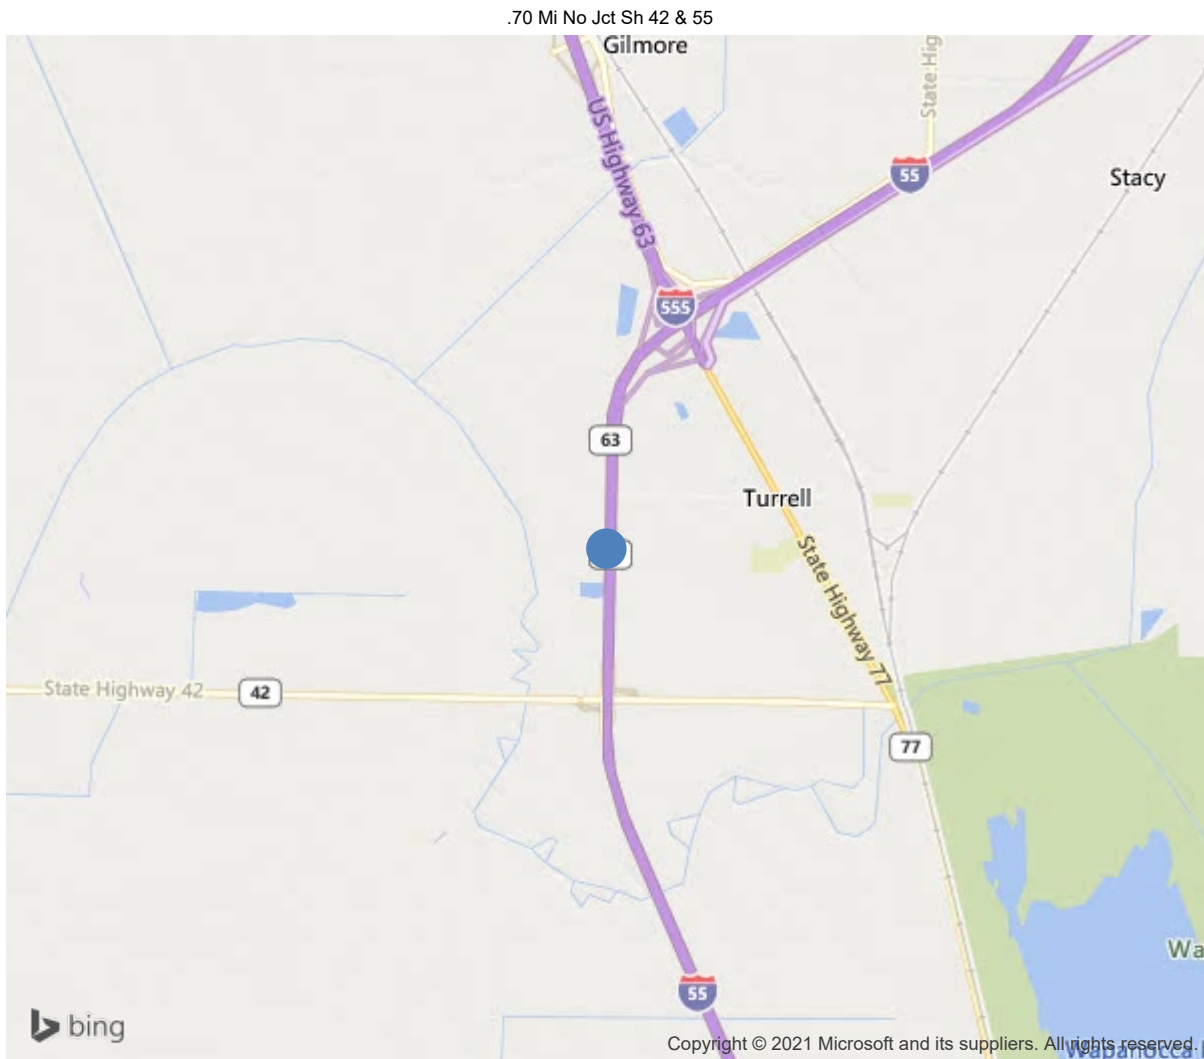 .70 Mi No Jct Sh 42 & 55
Gilmore
State Hig
US Highway 63
55
Stacy
555
63
Turrell
State Highway 77
State Highway 42
42
77
Wa
55
bing
Copyright © 2021 Microsoft and its suppliers. All rights reserved.